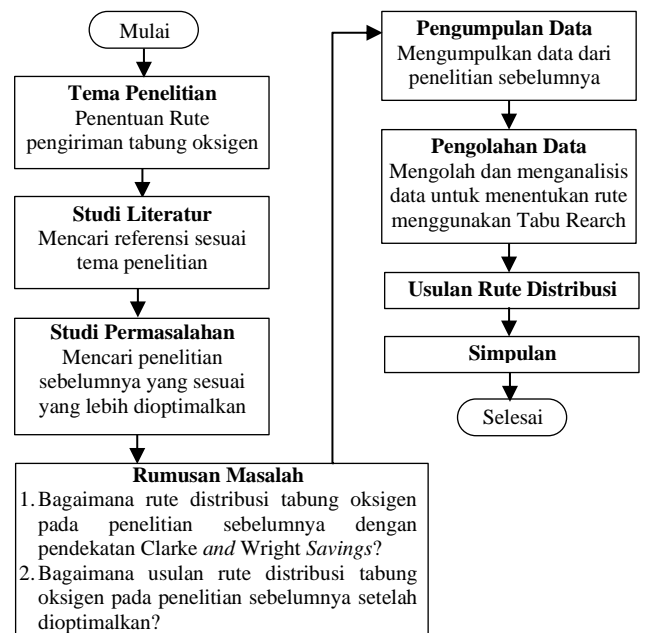 Mulai
Tema Penelitian
Penentuan Rute
pengiriman tabung oksigen
Studi Literatur
Mencari referensi sesuai
tema penelitian
Studi Permasalahan
Mencari penelitian
sebelumnya yang sesuai
yang lebih dioptimalkan
Rumusan Masalah
1. Bagaimana rute distribusi tabung oksigen
pada penelitian sebelumnya dengan
pendekatan Clarke and Wright Savings?
2. Bagaimana usulan rute distribusi tabung
oksigen pada penelitian sebelumnya setelah
dioptimalkan?
Pengumpulan Data
Mengumpulkan data dari
penelitian sebelumnya
Pengolahan Data
Mengolah dan menganalisis
data untuk menentukan rute
menggunakan Tabu Rearch
Usulan Rute Distribusi
Simpulan
Selesai